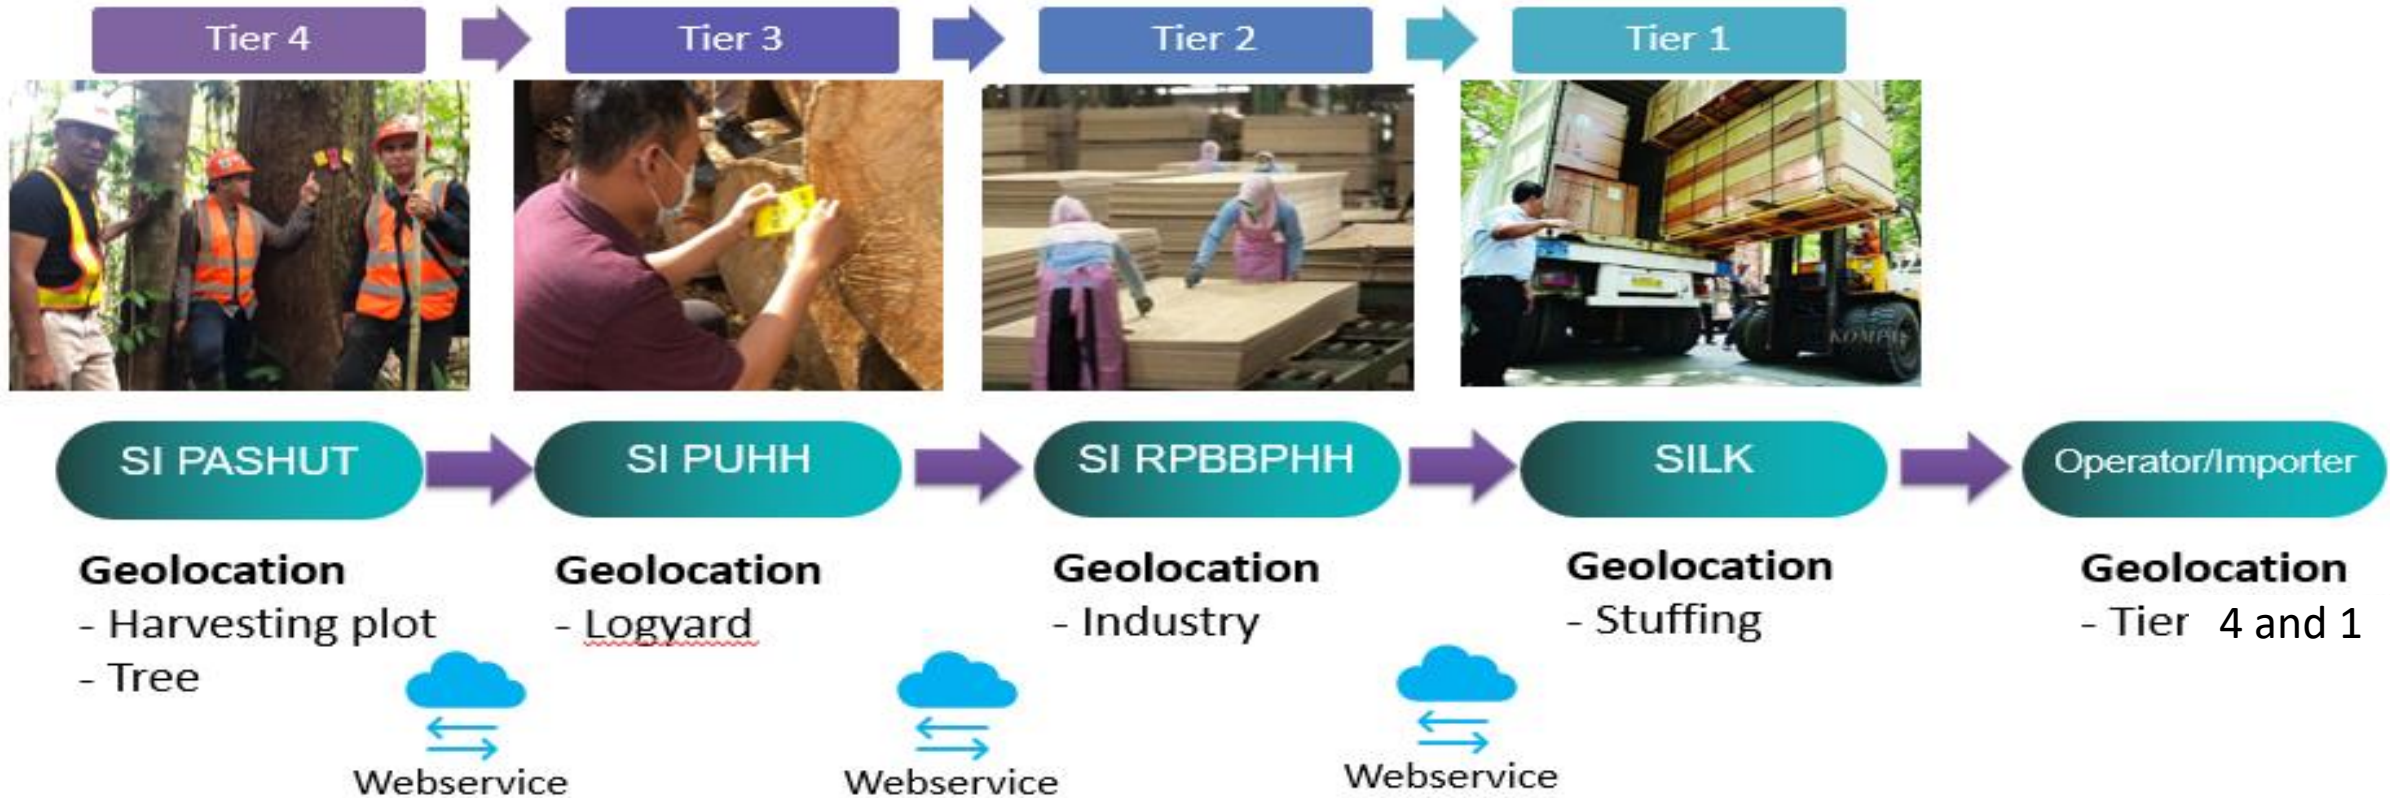 Tier 4
Tier 3
Tier 2
Tier 1
KOMPAS
SI PASHUT
SI PUHH
SI RPBBPHH
SILK
Operator/Importer
Geolocation
- Harvesting plot
- Tree
Geolocation
- Logyard
Geolocation
- Industry
Geolocation
- Stuffing
Geolocation
- Tier 4 and 1
Webservice
Webservice
Webservice